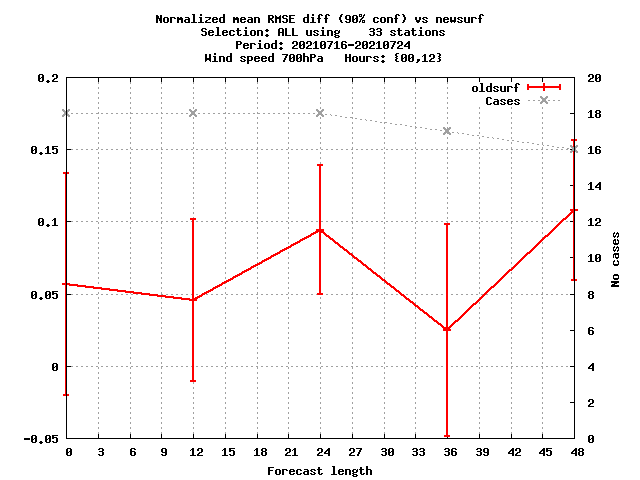 Normalized mean RMSE diff (90% conf) vs newsurf
Selection: ALL using    33 stations
Period: 20210716-20210724
Wind speed 700hPa   Hours: {00,12}
oldsurf
Cases
0.2
0.15
0.1
0.05
0
-0.05
20
18
16
14
12
10
8
6
4
2
0
No cases
0 3 6 9 12 15 18 21 24 27 30 33 36 39 42 45 48
Forecast length